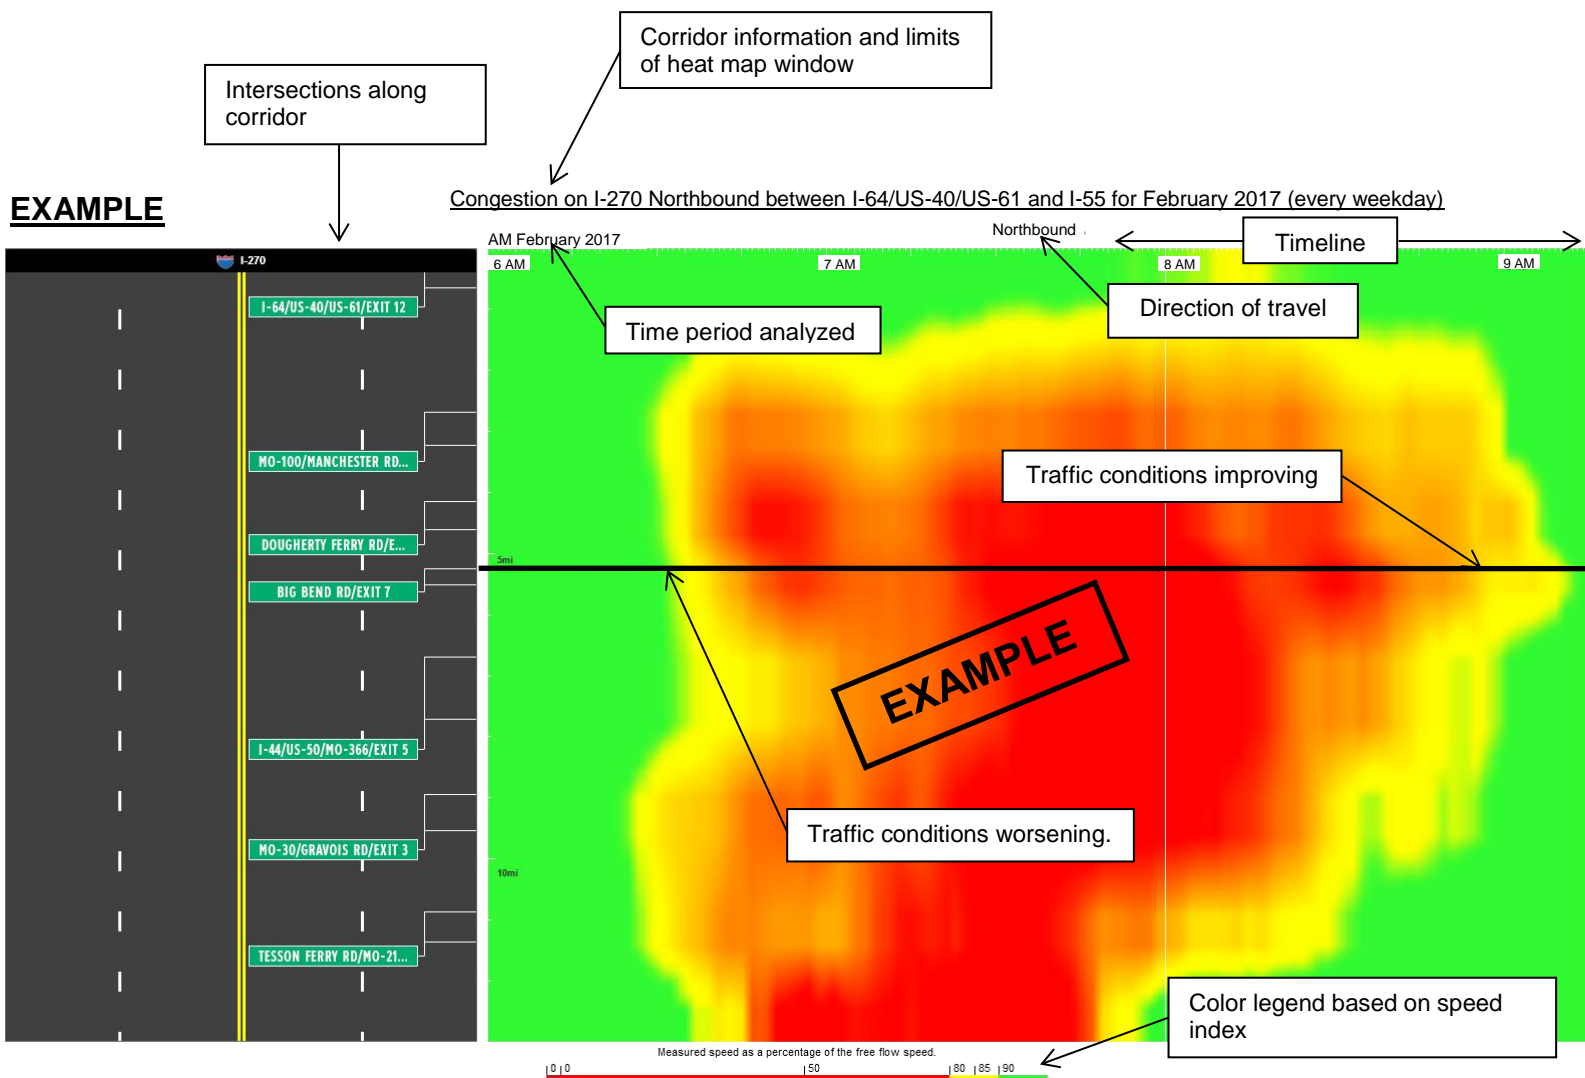 Corridor information and limits
of heat map window
Intersections along
corridor
EXAMPLE
Congestion on I-270 Northbound between I-64/US-40/US-61 and I-55 for February 2017 (every weekday)
AM February 2017
Northbound
Timeline
I-270
6 AM
7 AM
8 AM
9 AM
I-64/US-40/US-61/EXIT 12
Time period analyzed
Direction of travel
MO-100/MANCHESTER RD...
Traffic conditions improving
DOUGHERTY FERRY RD/E...
5mi
BIG BEND RD/EXIT 7
EXAMPLE
I-44/US-50/MO-366/EXIT 5
Traffic conditions worsening.
MO-30/GRAVOIS RD/EXIT 3
10mi
TESSON FERRY RD/MO-21...
Color legend based on speed
index
Measured speed as a percentage of the free flow speed.
0 0 50 80 85 90